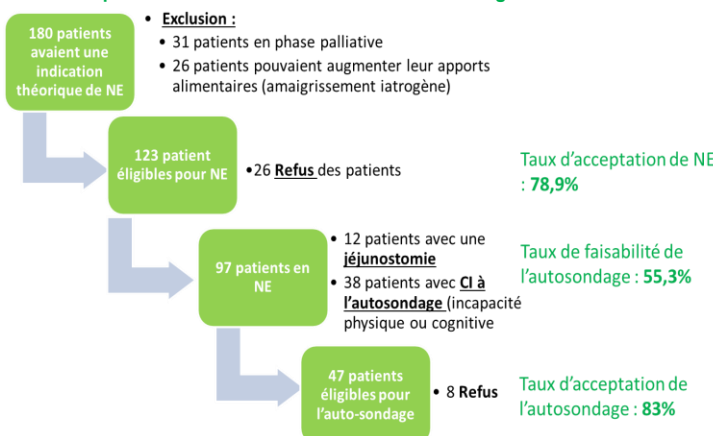 180 patients
avaient une
indication
théorique de NE
• Exclusion :
• 31 patients en phase palliative
• 26 patients pouvaient augmenter leur apports
alimentaires (amaigrissement iatrogène)
123 patient
éligibles pour NE
•26 Refus des patients
Taux d'acceptation de NE
: 78,9%
97 patients en
NE
• 12 patients avec une
jéjunostomie
• 38 patients avec CI à
l'autosondage (incapacité
physique ou cognitive
Taux de faisabilité de
l'autosondage : 55,3%
47 patients
éligibles pour
l'auto-sondage
• 8 Refus
Taux d'acceptation de
l'autosondage : 83%